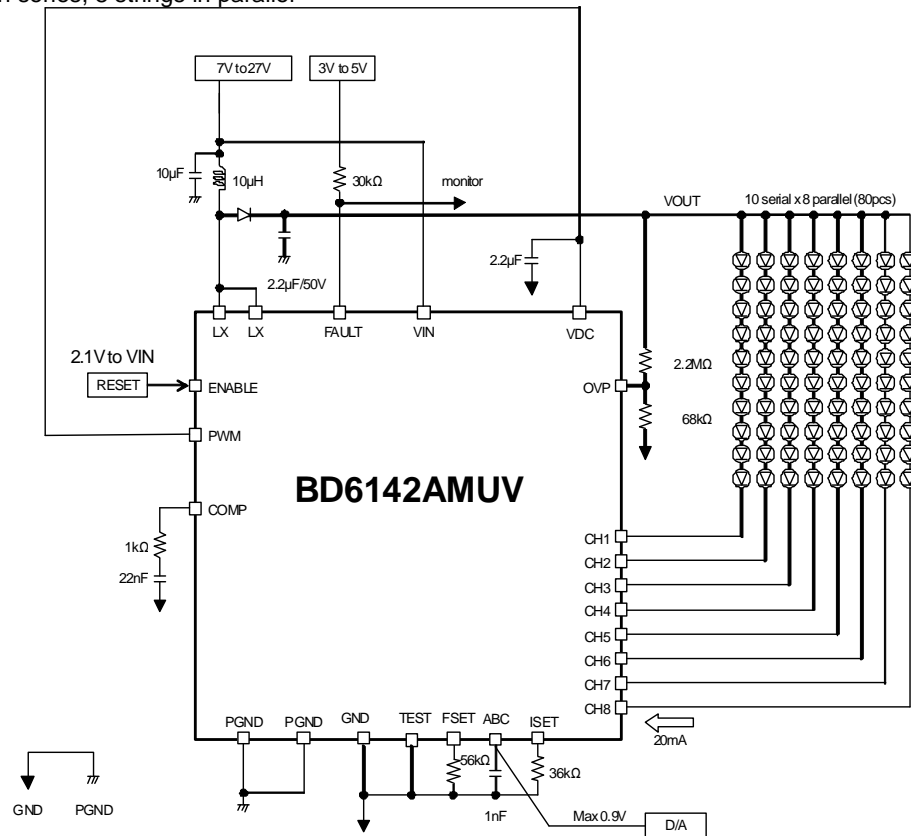 n series, 8 strings in parallel
7V to 27V
3V to 5V
10µF
10µH
30kΩ
monitor
VOUT
10 serial x 8 parallel (80pcs)
2.2µF/50V
2.2µF
LX
LX
FAULT
VIN
VDC
2.1V to VIN
RESET
ENABLE
OVP
2.2MΩ
68kΩ
PWM
BD6142AMUV
COMP
1kΩ
22nF
CH1
CH2
CH3
CH4
CH5
CH6
CH7
CH8
20mA
PGND
PGND
GND
TEST
FSET
ABC
ISET
56kΩ
36kΩ
1nF
Max 0.9V
D/A
GND
PGND